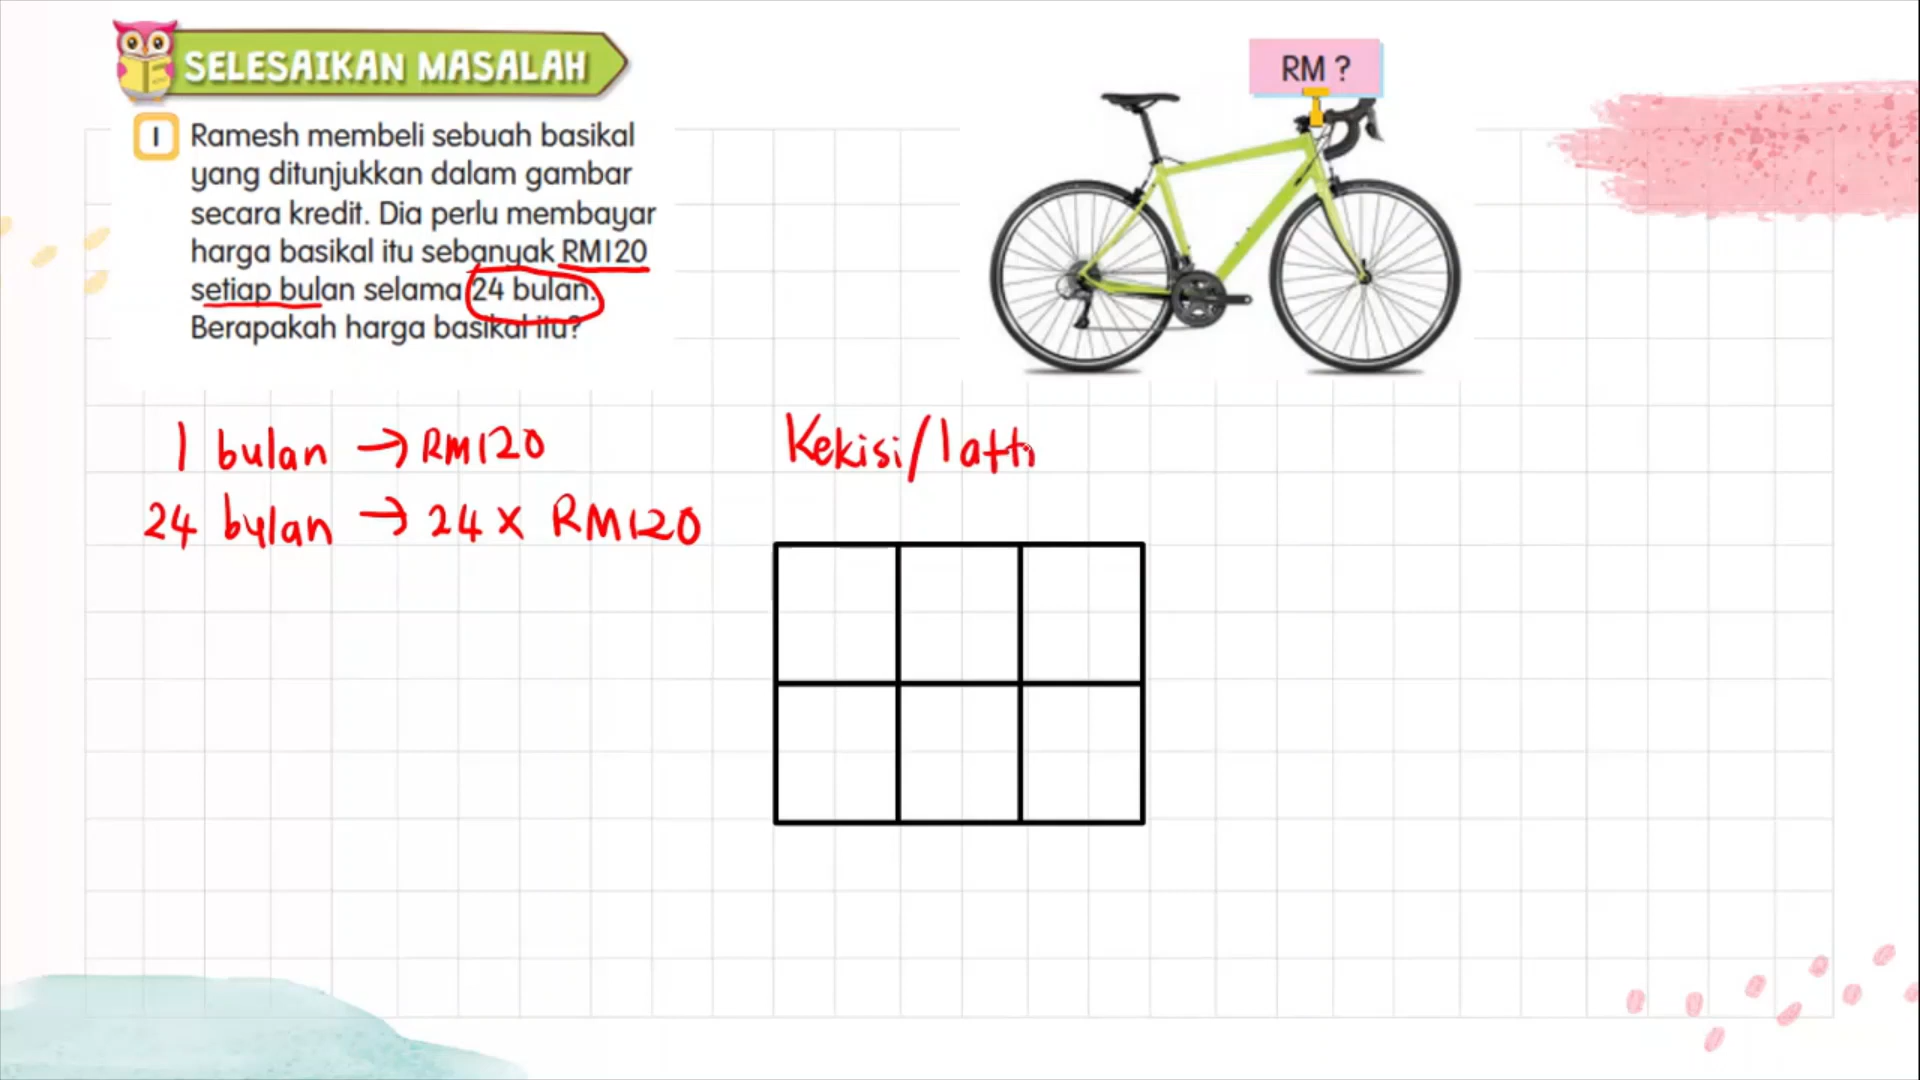 SELESAIKAN MASALAH
RM ?
1
Ramesh membeli sebuah basikal
yang ditunjukkan dalam gambar
secara kredit. Dia perlu membayar
harga basikal itu sebanyak RM120
setiap bulan selama 24 bulan.
Berapakah harga basikal itu?
1 bulan → RM120
24 bulan → 24 x RM120
Kekisi/latti